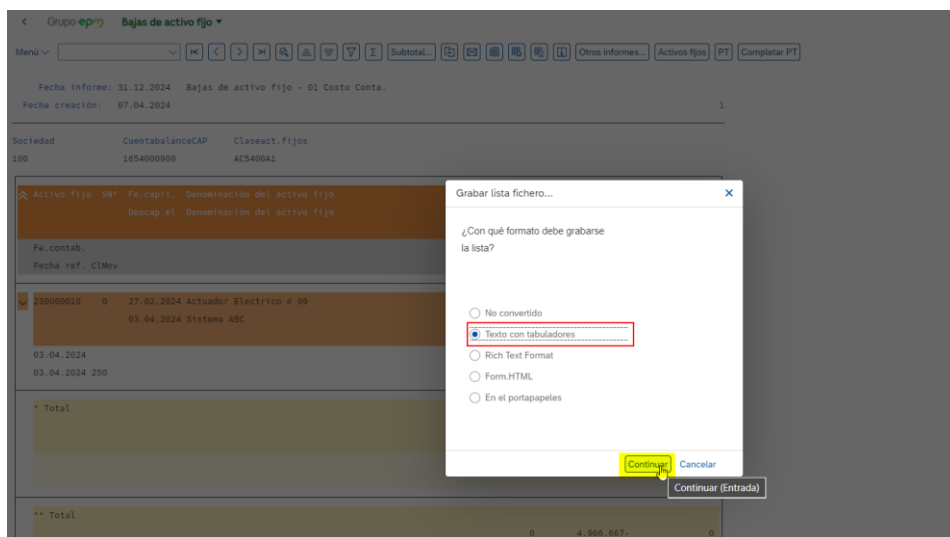 Grupo epm Bajas de activo fijo
Menú Subtotal... Otros informes... Activos fijos PT Completar PT
Fecha informe: 31.12.2024 Bajas de activo fijo - 01 Costo Conta.
Fecha creación: 07.04.2024 1
Sociedad CuentabalanceCAP Claseact.fijos
100 1654000900 AC5400A1
Activo fijo SNº Fe.capit. Denominación del activo fijo
Descap.el Denominación del activo fijo
Fe.contab.
Fecha ref. ClMov
230000010 0 27.02.2024 Actuador Eléctrico # 99
03.04.2024 Sistema ABC
03.04.2024
03.04.2024 250
* Total
** Total
0 4.966.667- 0
Grabar lista fichero...
¿Con qué formato debe grabarse
la lista?
No convertido
Texto con tabuladores
Rich Text Format
Form.HTML
En el portapapeles
Continuar Cancelar
Continuar (Entrada)